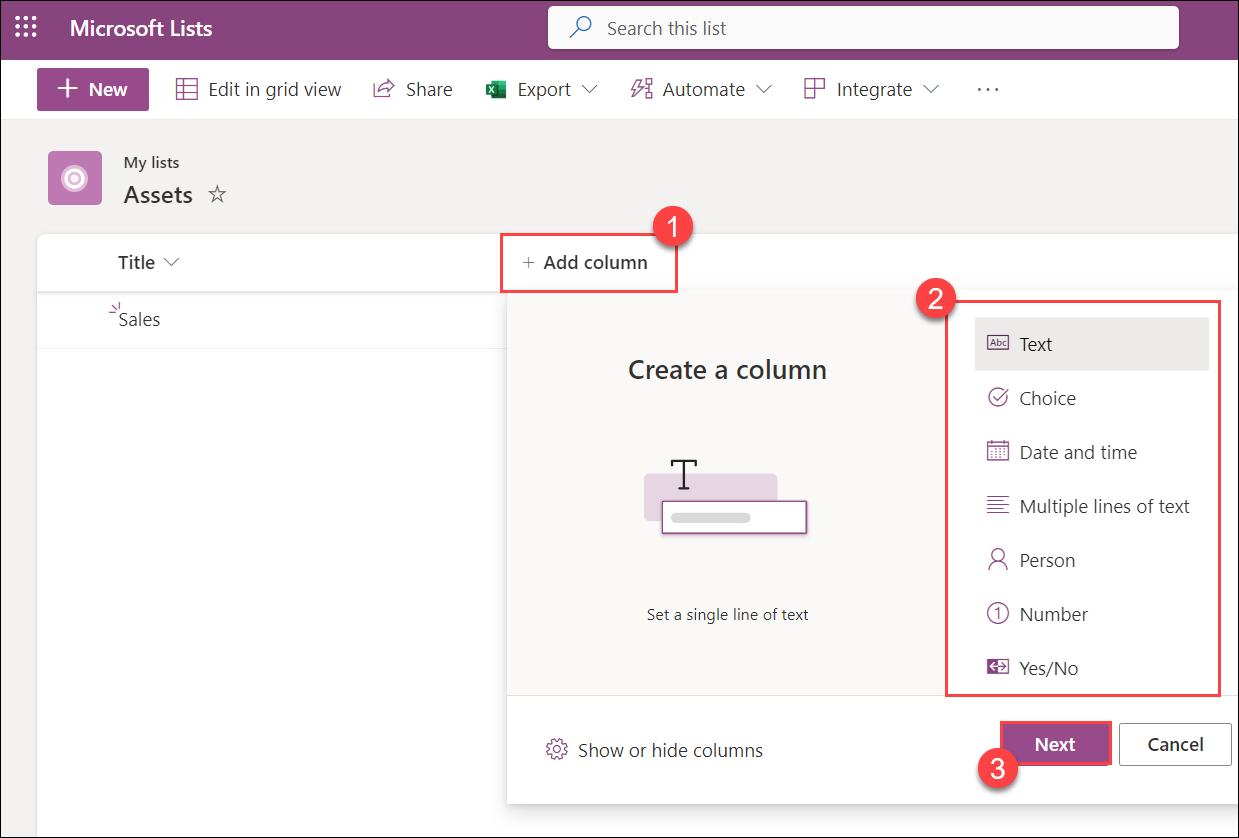 Microsoft Lists
Search this list
New
Edit in grid view
Share
Export
Automate
Integrate
My lists
Assets
1
Title
+ Add column
2
Sales
Create a column
Set a single line of text
Abc Text
Choice
Date and time
Multiple lines of text
Person
1 Number
Yes/No
Show or hide columns
Next
Cancel
3